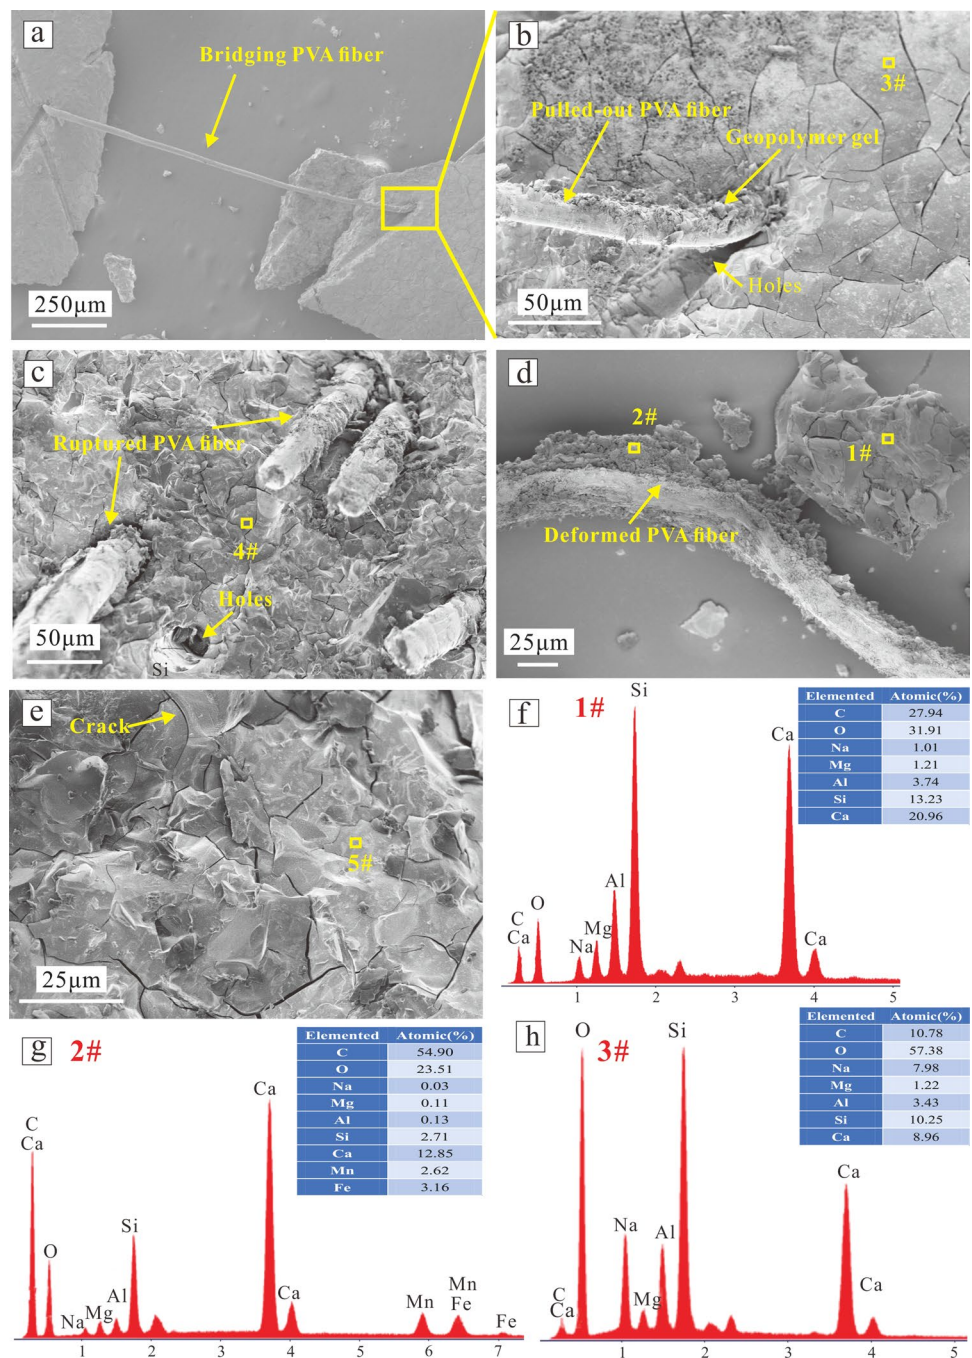 a
Bridging PVA fiber
250μm
b
3#
Pulled-out PVA fiber
Geopolymer gel
Holes
50μm
c
Ruptured PVA fiber
4#
Holes
50μm
Si
d
2#
1#
Deformed PVA fiber
25μm
e
Crack
5#
25μm
f
1#
Si
Ca
Elemented Atomic(%)
C 27.94
O 31.91
Na 1.01
Mg 1.21
Al 3.74
Si 13.23
Ca 20.96
Al
C
Ca
O
Na
Mg
Ca
1 2 3 4 5
g
2#
Elemented Atomic(%)
C 54.90
O 23.51
Na 0.03
Mg 0.11
Al 0.13
Si 2.71
Ca 12.85
Mn 2.62
Fe 3.16
C
Ca
O
Na
Mg
Al
Si
Ca
Ca
Mn
Mn
Fe
Fe
1 2 3 4 5 6 7
h
O
3#
Si
Elemented Atomic(%)
C 10.78
O 57.38
Na 7.98
Mg 1.22
Al 3.43
Si 10.25
Ca 8.96
C
Ca
Na
Mg
Al
Ca
Ca
1 2 3 4 5